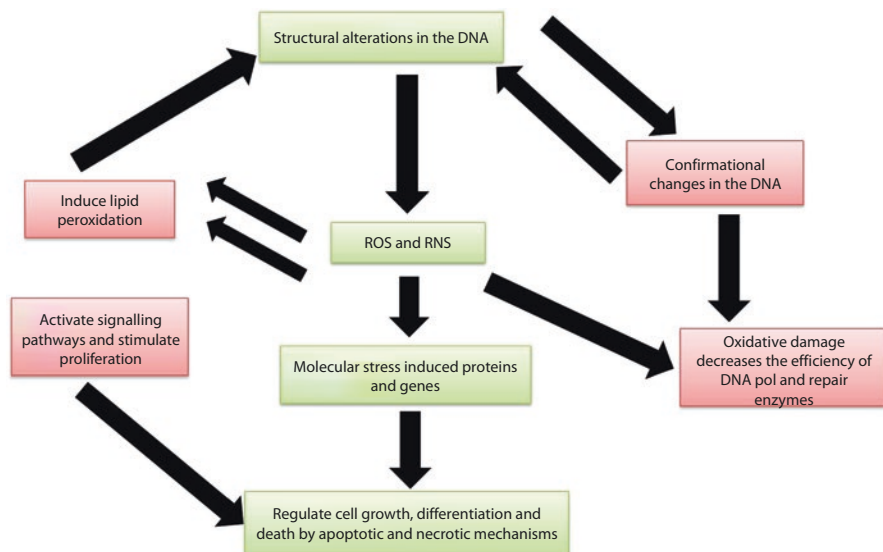 Structural alterations in the DNA
Confirmational
changes in the DNA
Induce lipid
peroxidation
ROS and RNS
Activate signalling
pathways and stimulate
proliferation
Molecular stress induced proteins
and genes
Oxidative damage
decreases the efficiency of
DNA pol and repair
enzymes
Regulate cell growth, differentiation and
death by apoptotic and necrotic mechanisms